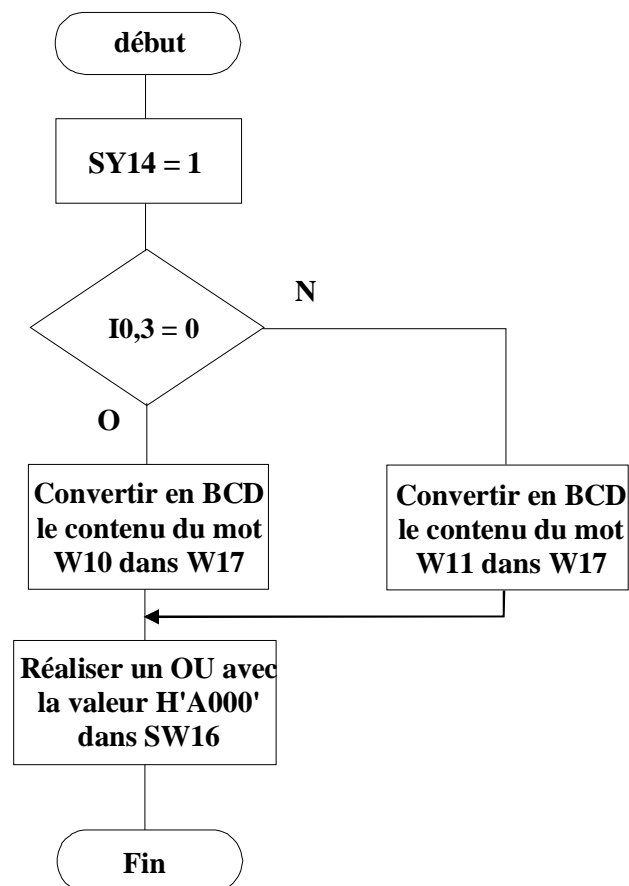 début
SY14 = 1
N
I0,3 = 0
O
Convertir en BCD
le contenu du mot
W10 dans W17
Convertir en BCD
le contenu du mot
W11 dans W17
Réaliser un OU avec
la valeur H'A000'
dans SW16
Fin